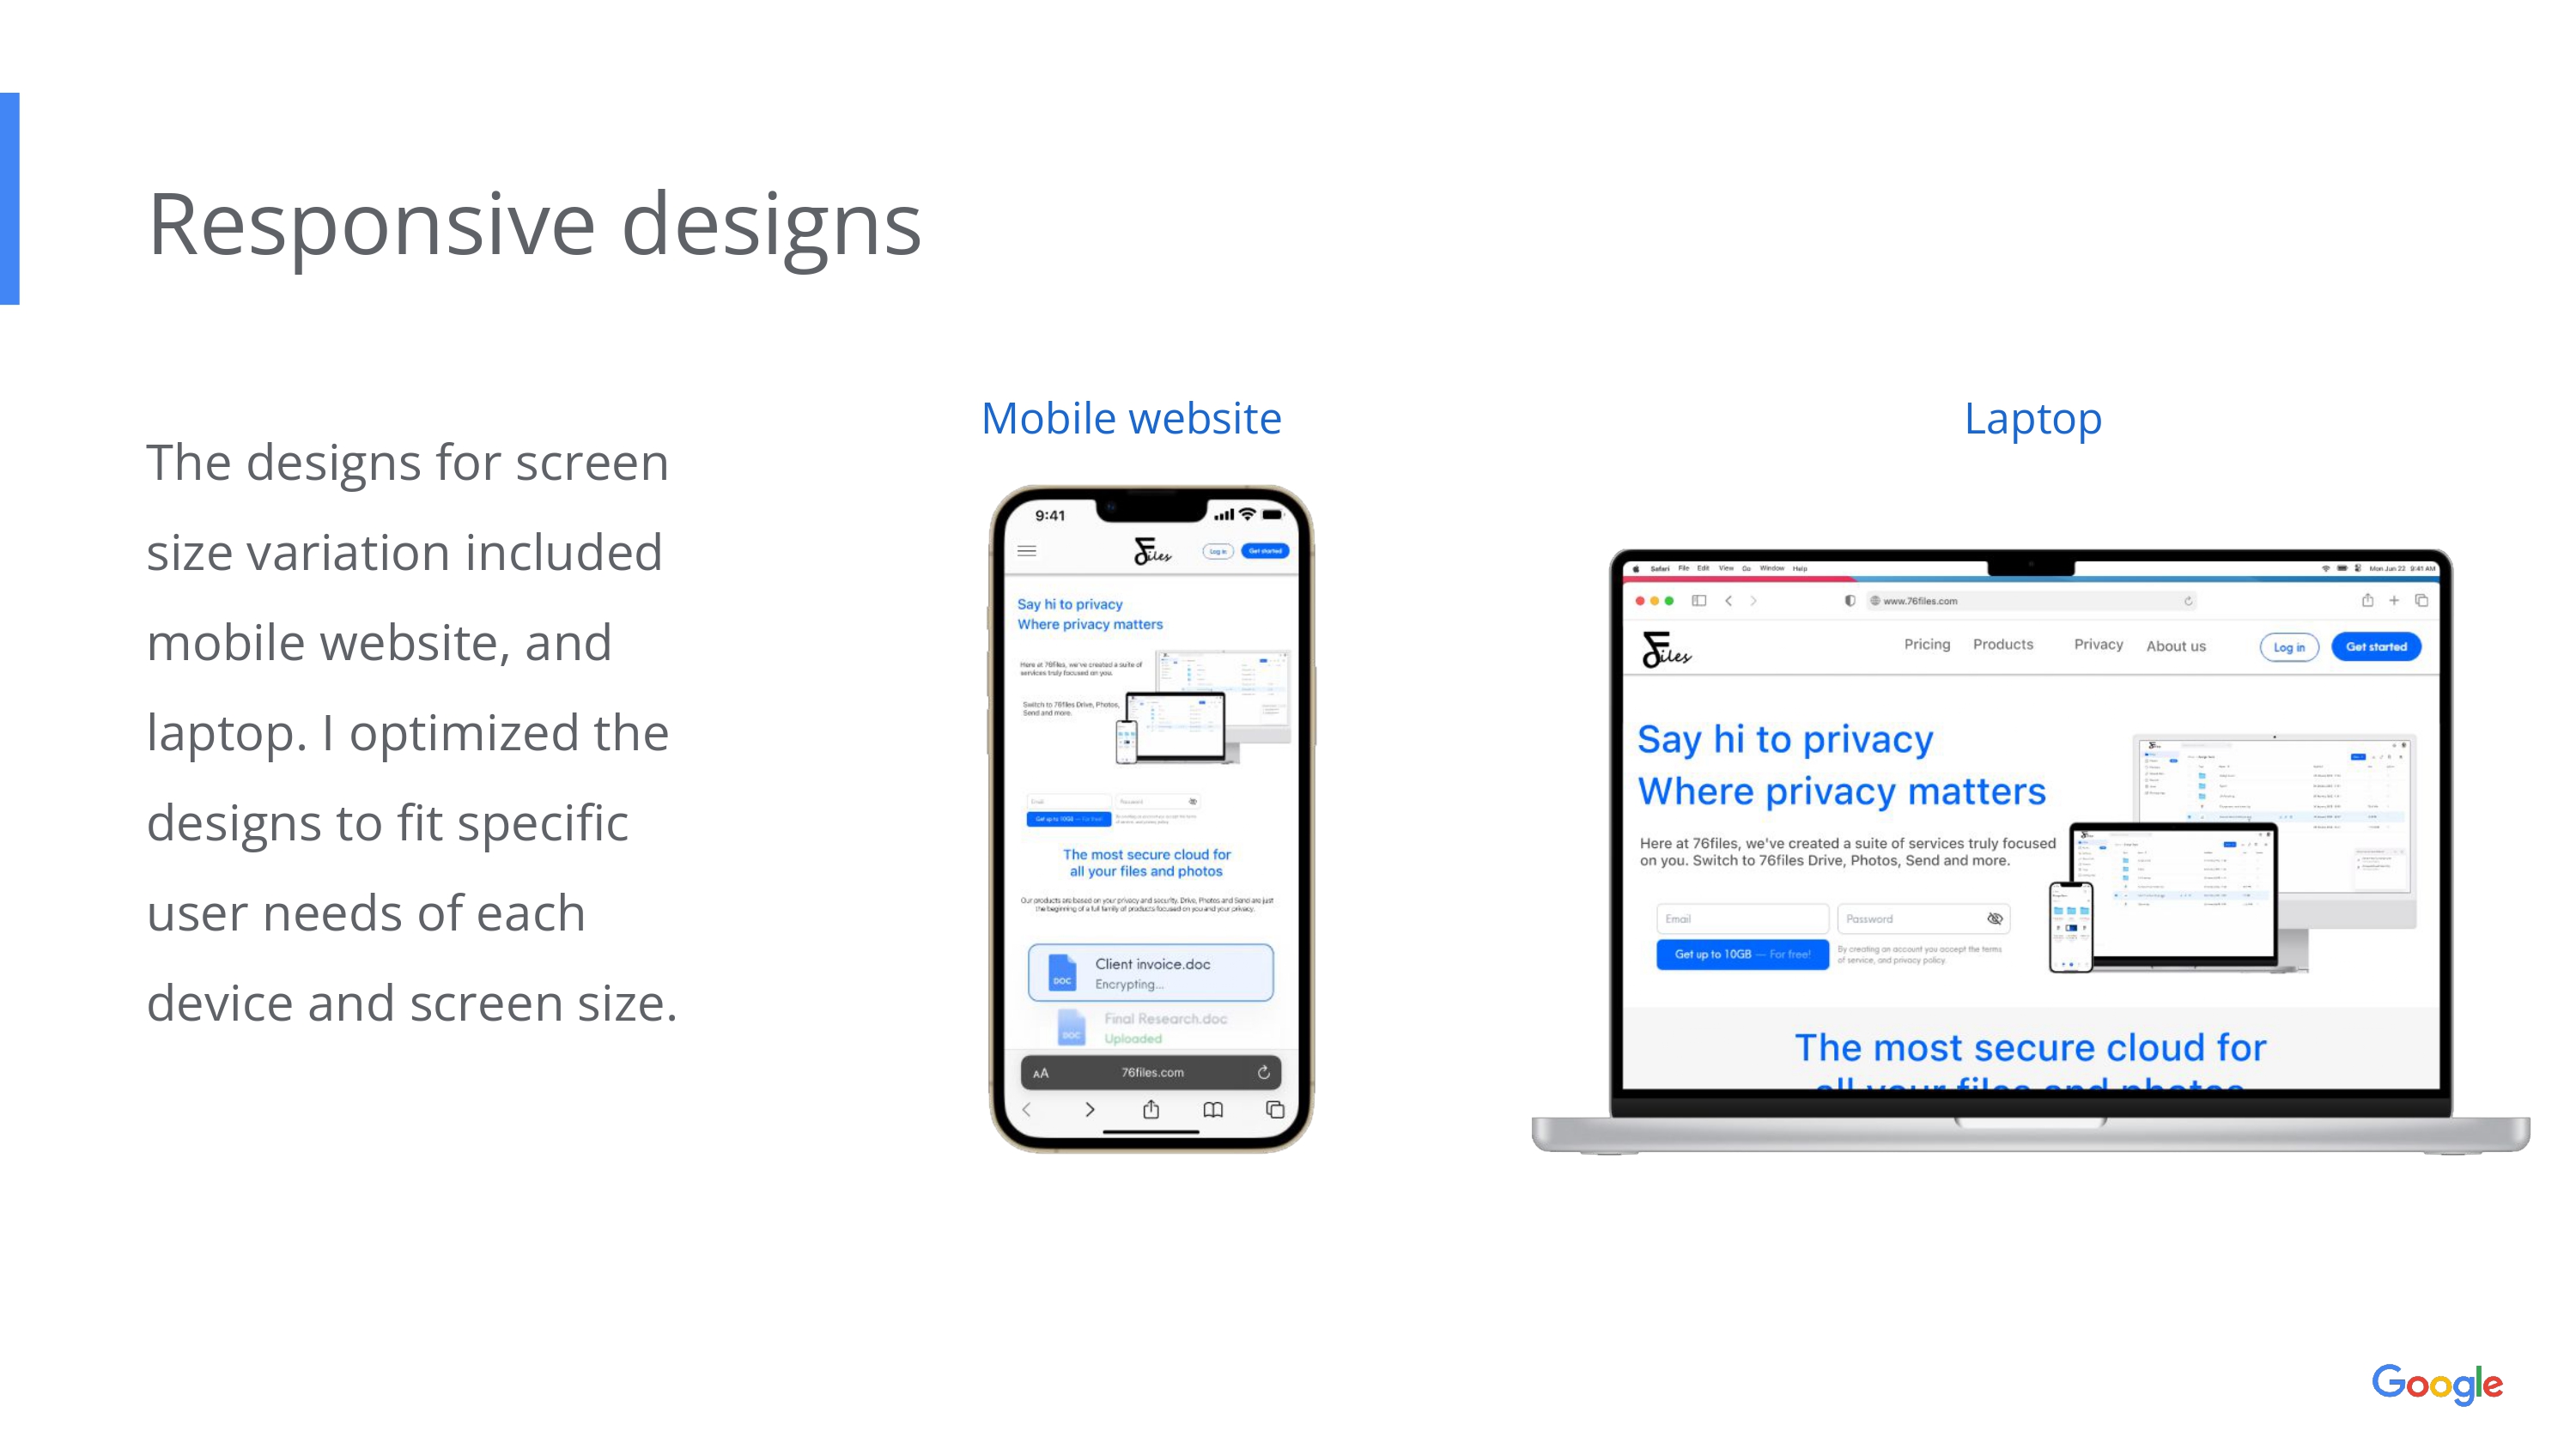 Responsive designs
The designs for screen
size variation included
mobile website, and
laptop. I optimized the
designs to fit specific
user needs of each
device and screen size.
Mobile website
9:41
Files
Log in
Get started
Say hi to privacy
Where privacy matters
Here at 76files, we've created a suite of
services truly focused on you.
Switch to 76files Drive, Photos,
Send and more.
Email
Password
Get up to 10GB — For free!
The most secure cloud for
all your files and photos
Our products are based on your privacy and security. Drive, Photos and Send are just
the beginning of a full family of products focused on you and your privacy.
DOC
Client invoice.doc
Encrypting...
DOC
Final Research.doc
Uploaded
AA
76files.com
Laptop
Safari File Edit View Go Window Help
Mon Jun 22 9:41 AM
www.76files.com
Files
Pricing
Products
Privacy
About us
Log in
Get started
Say hi to privacy
Where privacy matters
Here at 76files, we've created a suite of services truly focused
on you. Switch to 76files Drive, Photos, Send and more.
Email
Password
Get up to 10GB — For free!
By creating an account you accept the terms
of service, and privacy policy.
The most secure cloud for
all your files and photos
Google